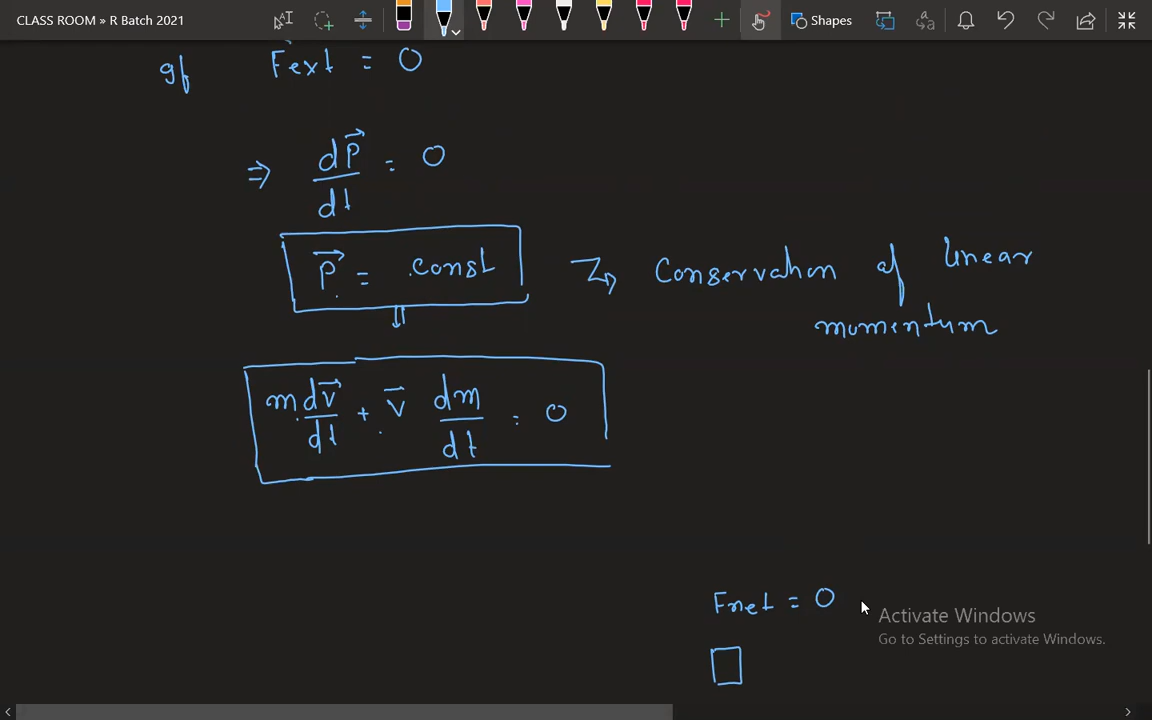 CLASS ROOM » R Batch 2021
Shapes
If Fext = 0
⇒ dP⃗/dt = 0
P⃗ = const → Conservation of linear momentum
⇓
m dv⃗/dt + v⃗ dm/dt = 0
Fnet = 0
Activate Windows
Go to Settings to activate Windows.